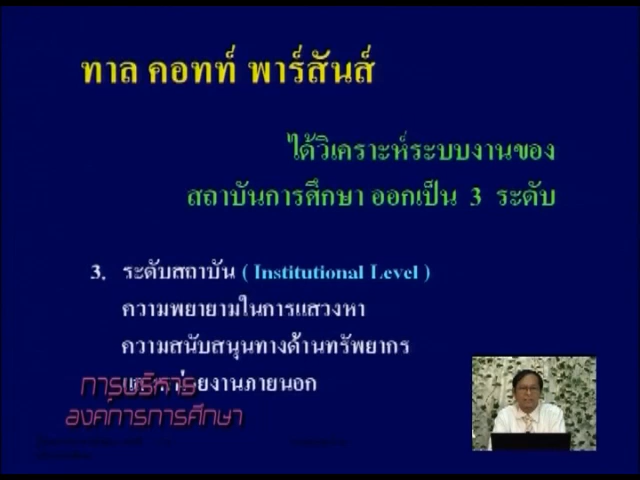 ทาล คอทท์ พาร์สันส์
ได้วิเคราะห์ระบบงานของ
สถาบันการศึกษา ออกเป็น 3 ระดับ
3. ระดับสถาบัน ( Institutional Level )
ความพยายามในการแสวงหา
ความสนับสนุนทางด้านทรัพยากร
ภายนอก
การบริหาร
องค์การการศึกษา